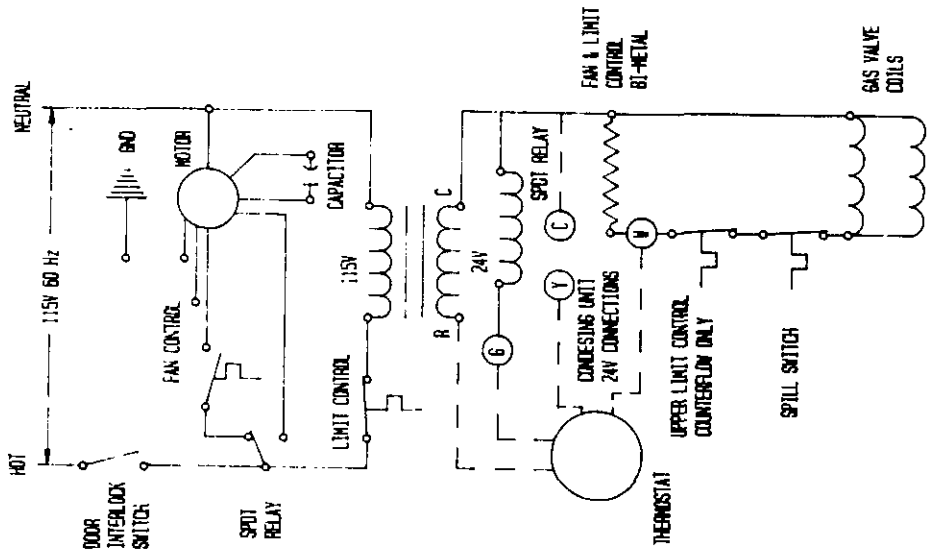 HOT
115V 60 Hz
NEUTRAL
DOOR
INTERLOCK
SWITCH
GND
MOTOR
FAN CONTROL
SPDT
RELAY
CAPACITOR
LIMIT CONTROL
115V
R
24V
C
G
SPDT RELAY
Y
C
CONDESING UNIT
24V CONNECTIONS
THERMOSTAT
FAN & LIMIT
CONTROL
BI-METAL
W
UPPER LIMIT CONTROL
COUNTERFLOW ONLY
SPILL SWITCH
GAS VALVE
COILS